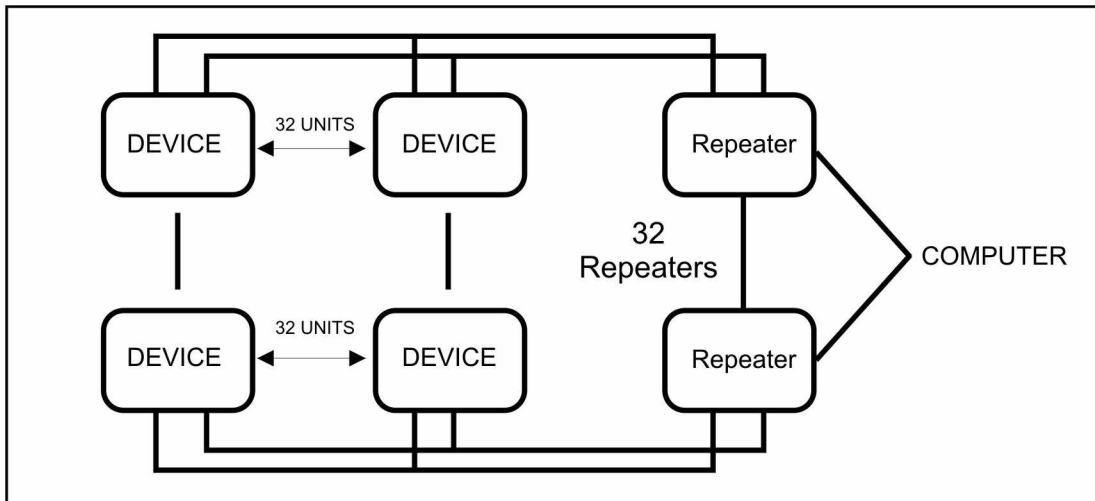 DEVICE
32 UNITS
DEVICE
Repeater
32
Repeaters
COMPUTER
DEVICE
32 UNITS
DEVICE
Repeater